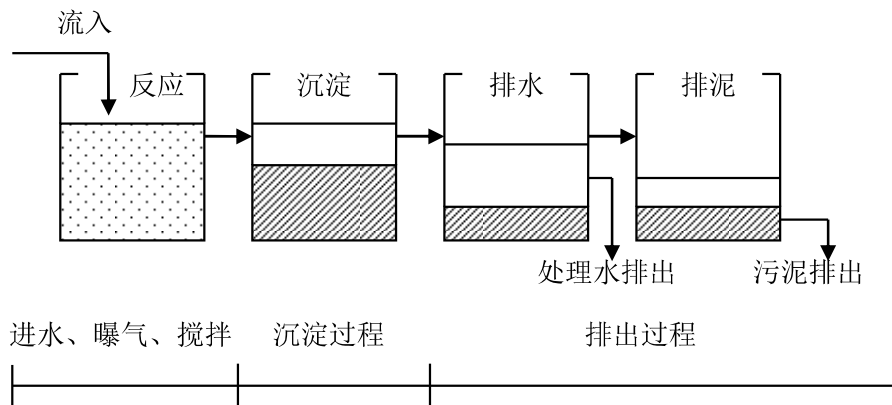 流入
反应 沉淀 排水 排泥
处理水排出 污泥排出
进水、曝气、搅拌 沉淀过程 排出过程